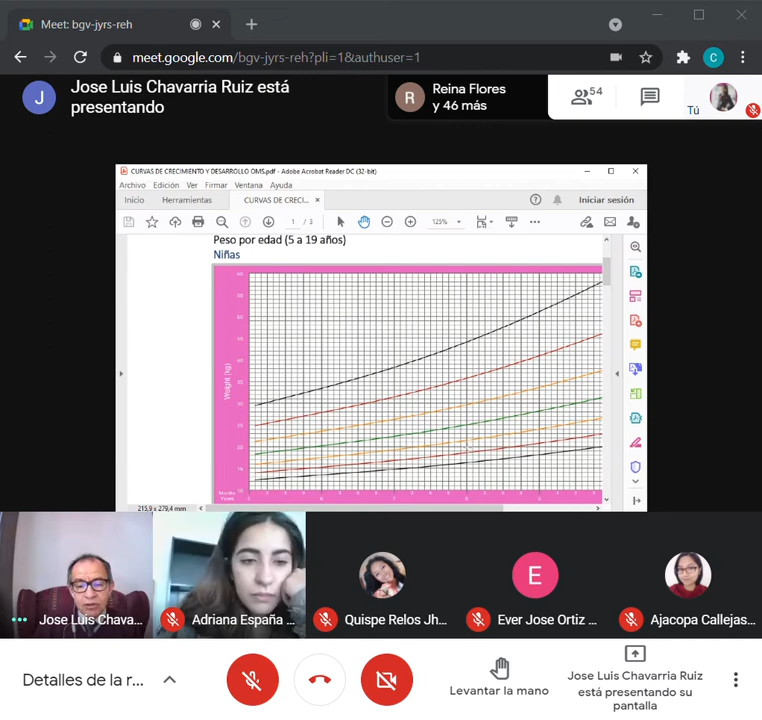 Meet: bgv-jyrs-reh
meet.google.com/bgv-jyrs-reh?pli=1&authuser=1
C
J
Jose Luis Chavarria Ruiz está
presentando
R
Reina Flores
y 46 más
54
Tú
CURVAS DE CRECIMIENTO Y DESARROLLO OMS.pdf - Adobe Acrobat Reader DC (32-bit)
Archivo Edición Ver Firmar Ventana Ayuda
Inicio Herramientas CURVAS DE CRECI... × Iniciar sesión
1 / 3 125%
Peso por edad (5 a 19 años)
Niñas
Weight (kg)
Months
Years
215,9 x 279,4 mm
E
Jose Luis Chava...
Adriana España ...
Quispe Relos Jh...
Ever Jose Ortiz ...
Ajacopa Callejas...
Detalles de la r...
Levantar la mano
Jose Luis Chavarria Ruiz
está presentando su
pantalla